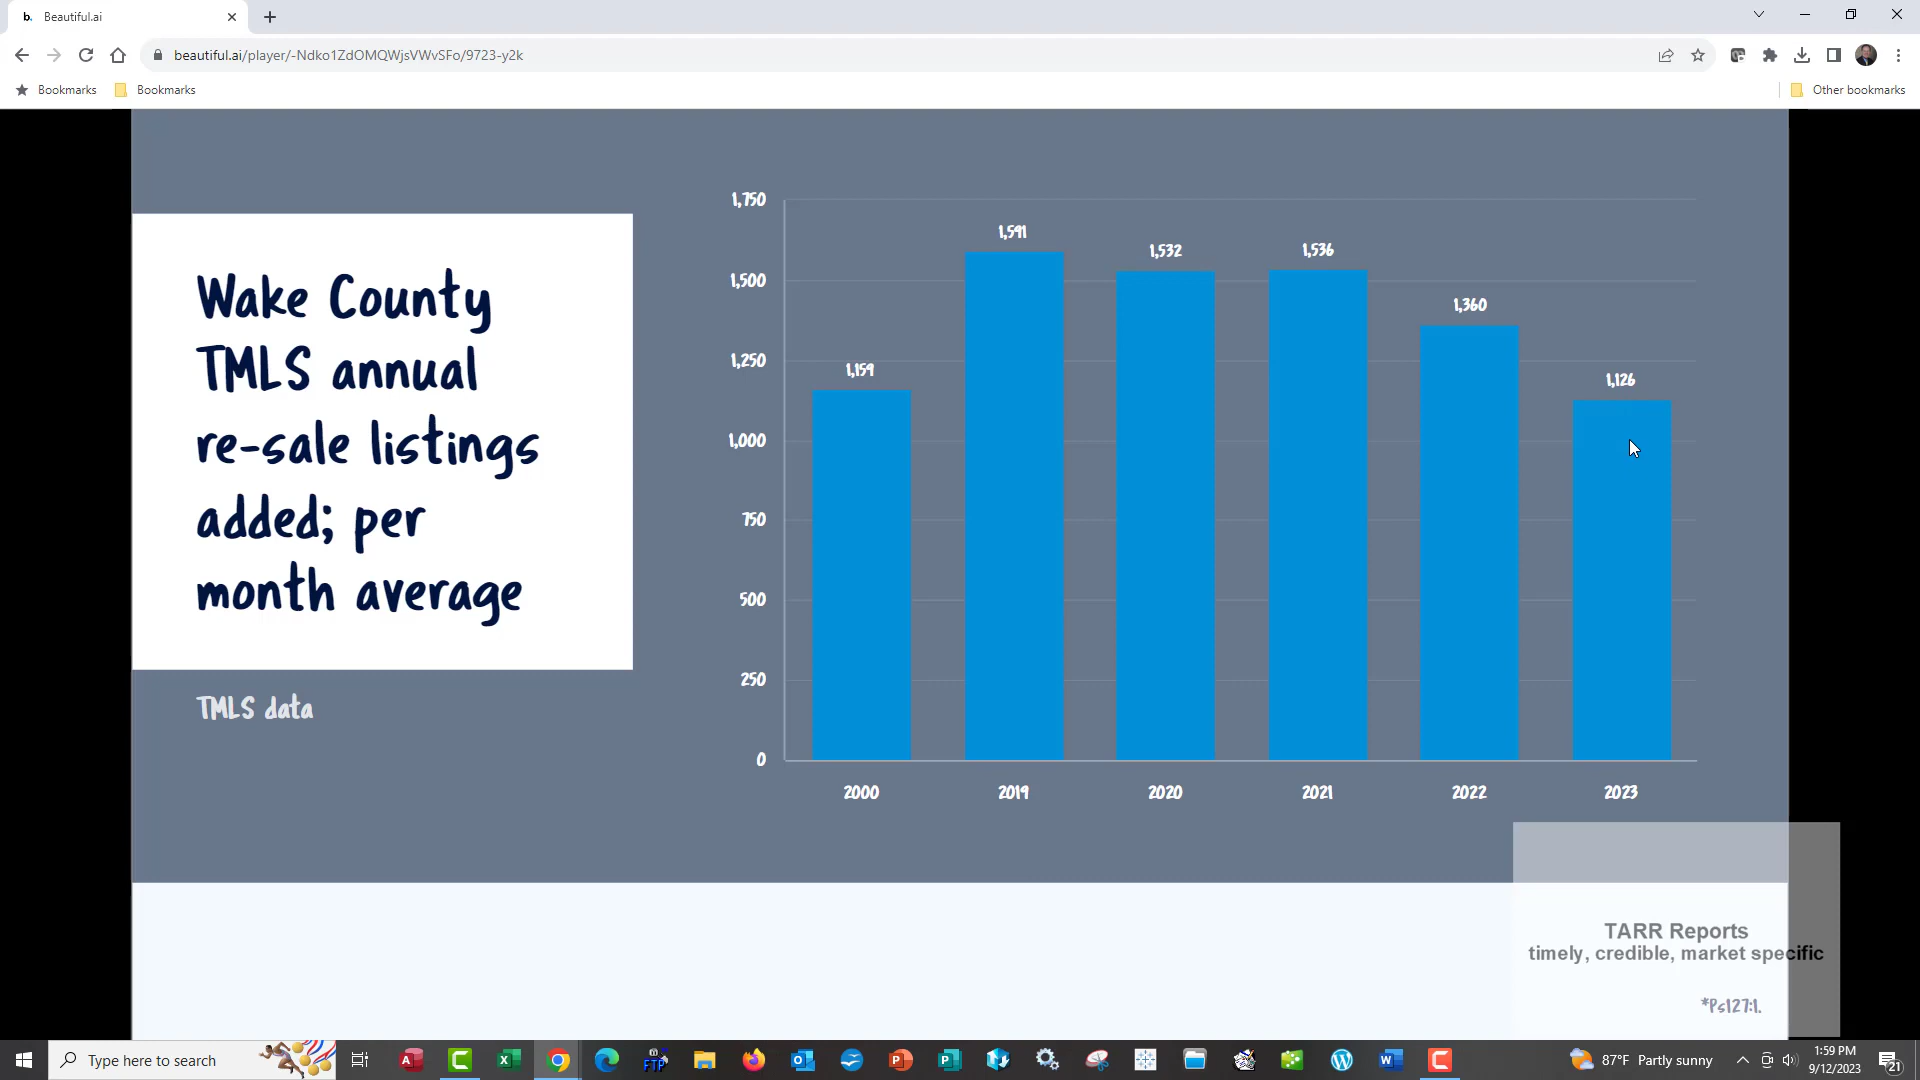 b. Beautiful.ai
beautiful.ai/player/-Ndko1ZdOMQWjsVWvSFo/9723-y2k
Bookmarks
Bookmarks
Other bookmarks
Wake County
TMLS annual
re-sale listings
added; per
month average
TMLS data
1,750
1,500
1,250
1,000
750
500
250
0
1,159
1,591
1,532
1,536
1,360
1,126
2000
2019
2020
2021
2022
2023
TARR Reports
timely, credible, market specific
*Ps127:1.
Type here to search
FTP
87°F Partly sunny
1:59 PM
9/12/2023
21